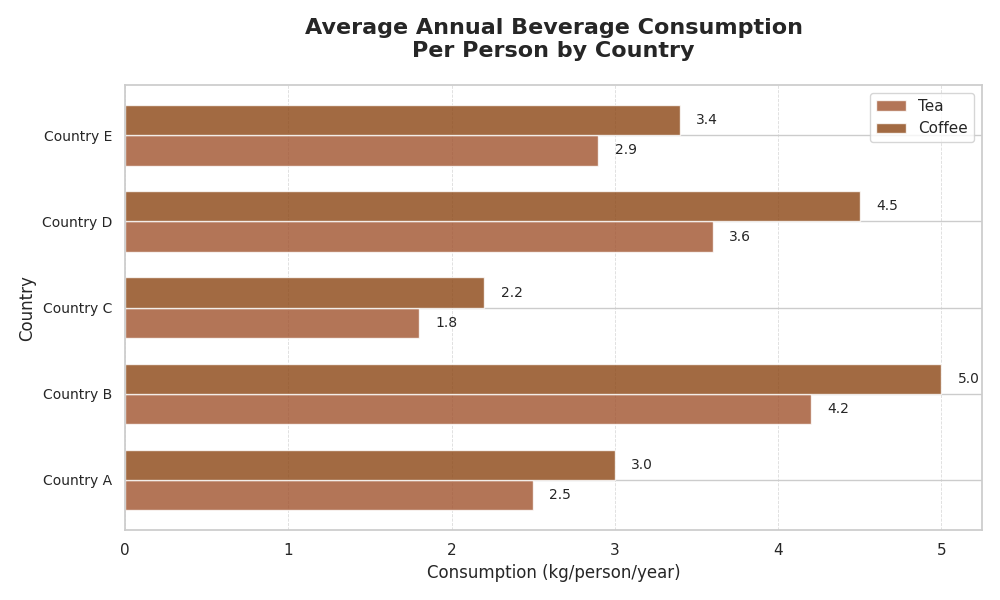 Average Annual Beverage Consumption
Per Person by Country
Tea
Coffee
Country
Country E
3.4
2.9
Country D
4.5
3.6
Country C
2.2
1.8
Country B
5.0
4.2
Country A
3.0
2.5
0 1 2 3 4 5
Consumption (kg/person/year)